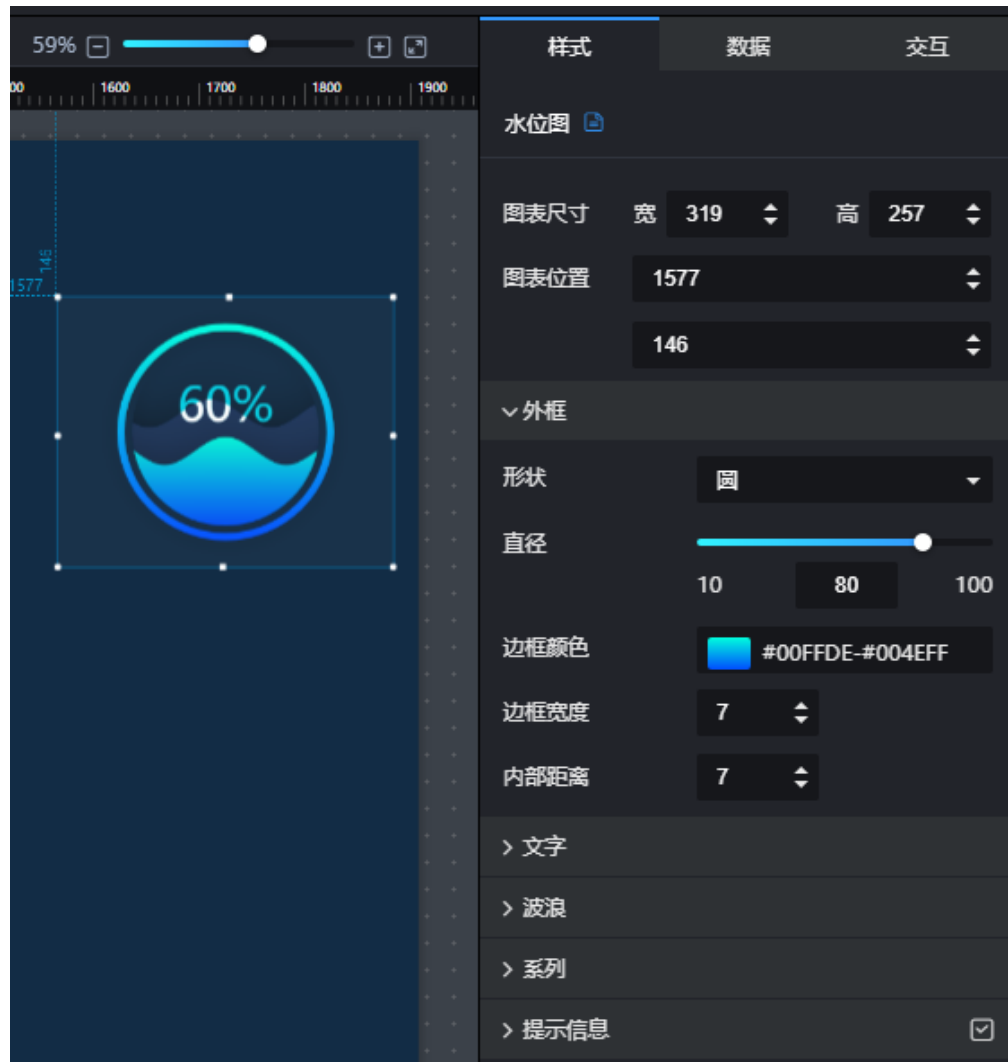 59%
样式 数据 交互
00 1600 1700 1800 1900
水位图
图表尺寸 宽 319 高 257
146
1577
图表位置 1577
146
60%
外框
形状 圆
直径
10 80 100
边框颜色 #00FFDE-#004EFF
边框宽度 7
内部距离 7
文字
波浪
系列
提示信息